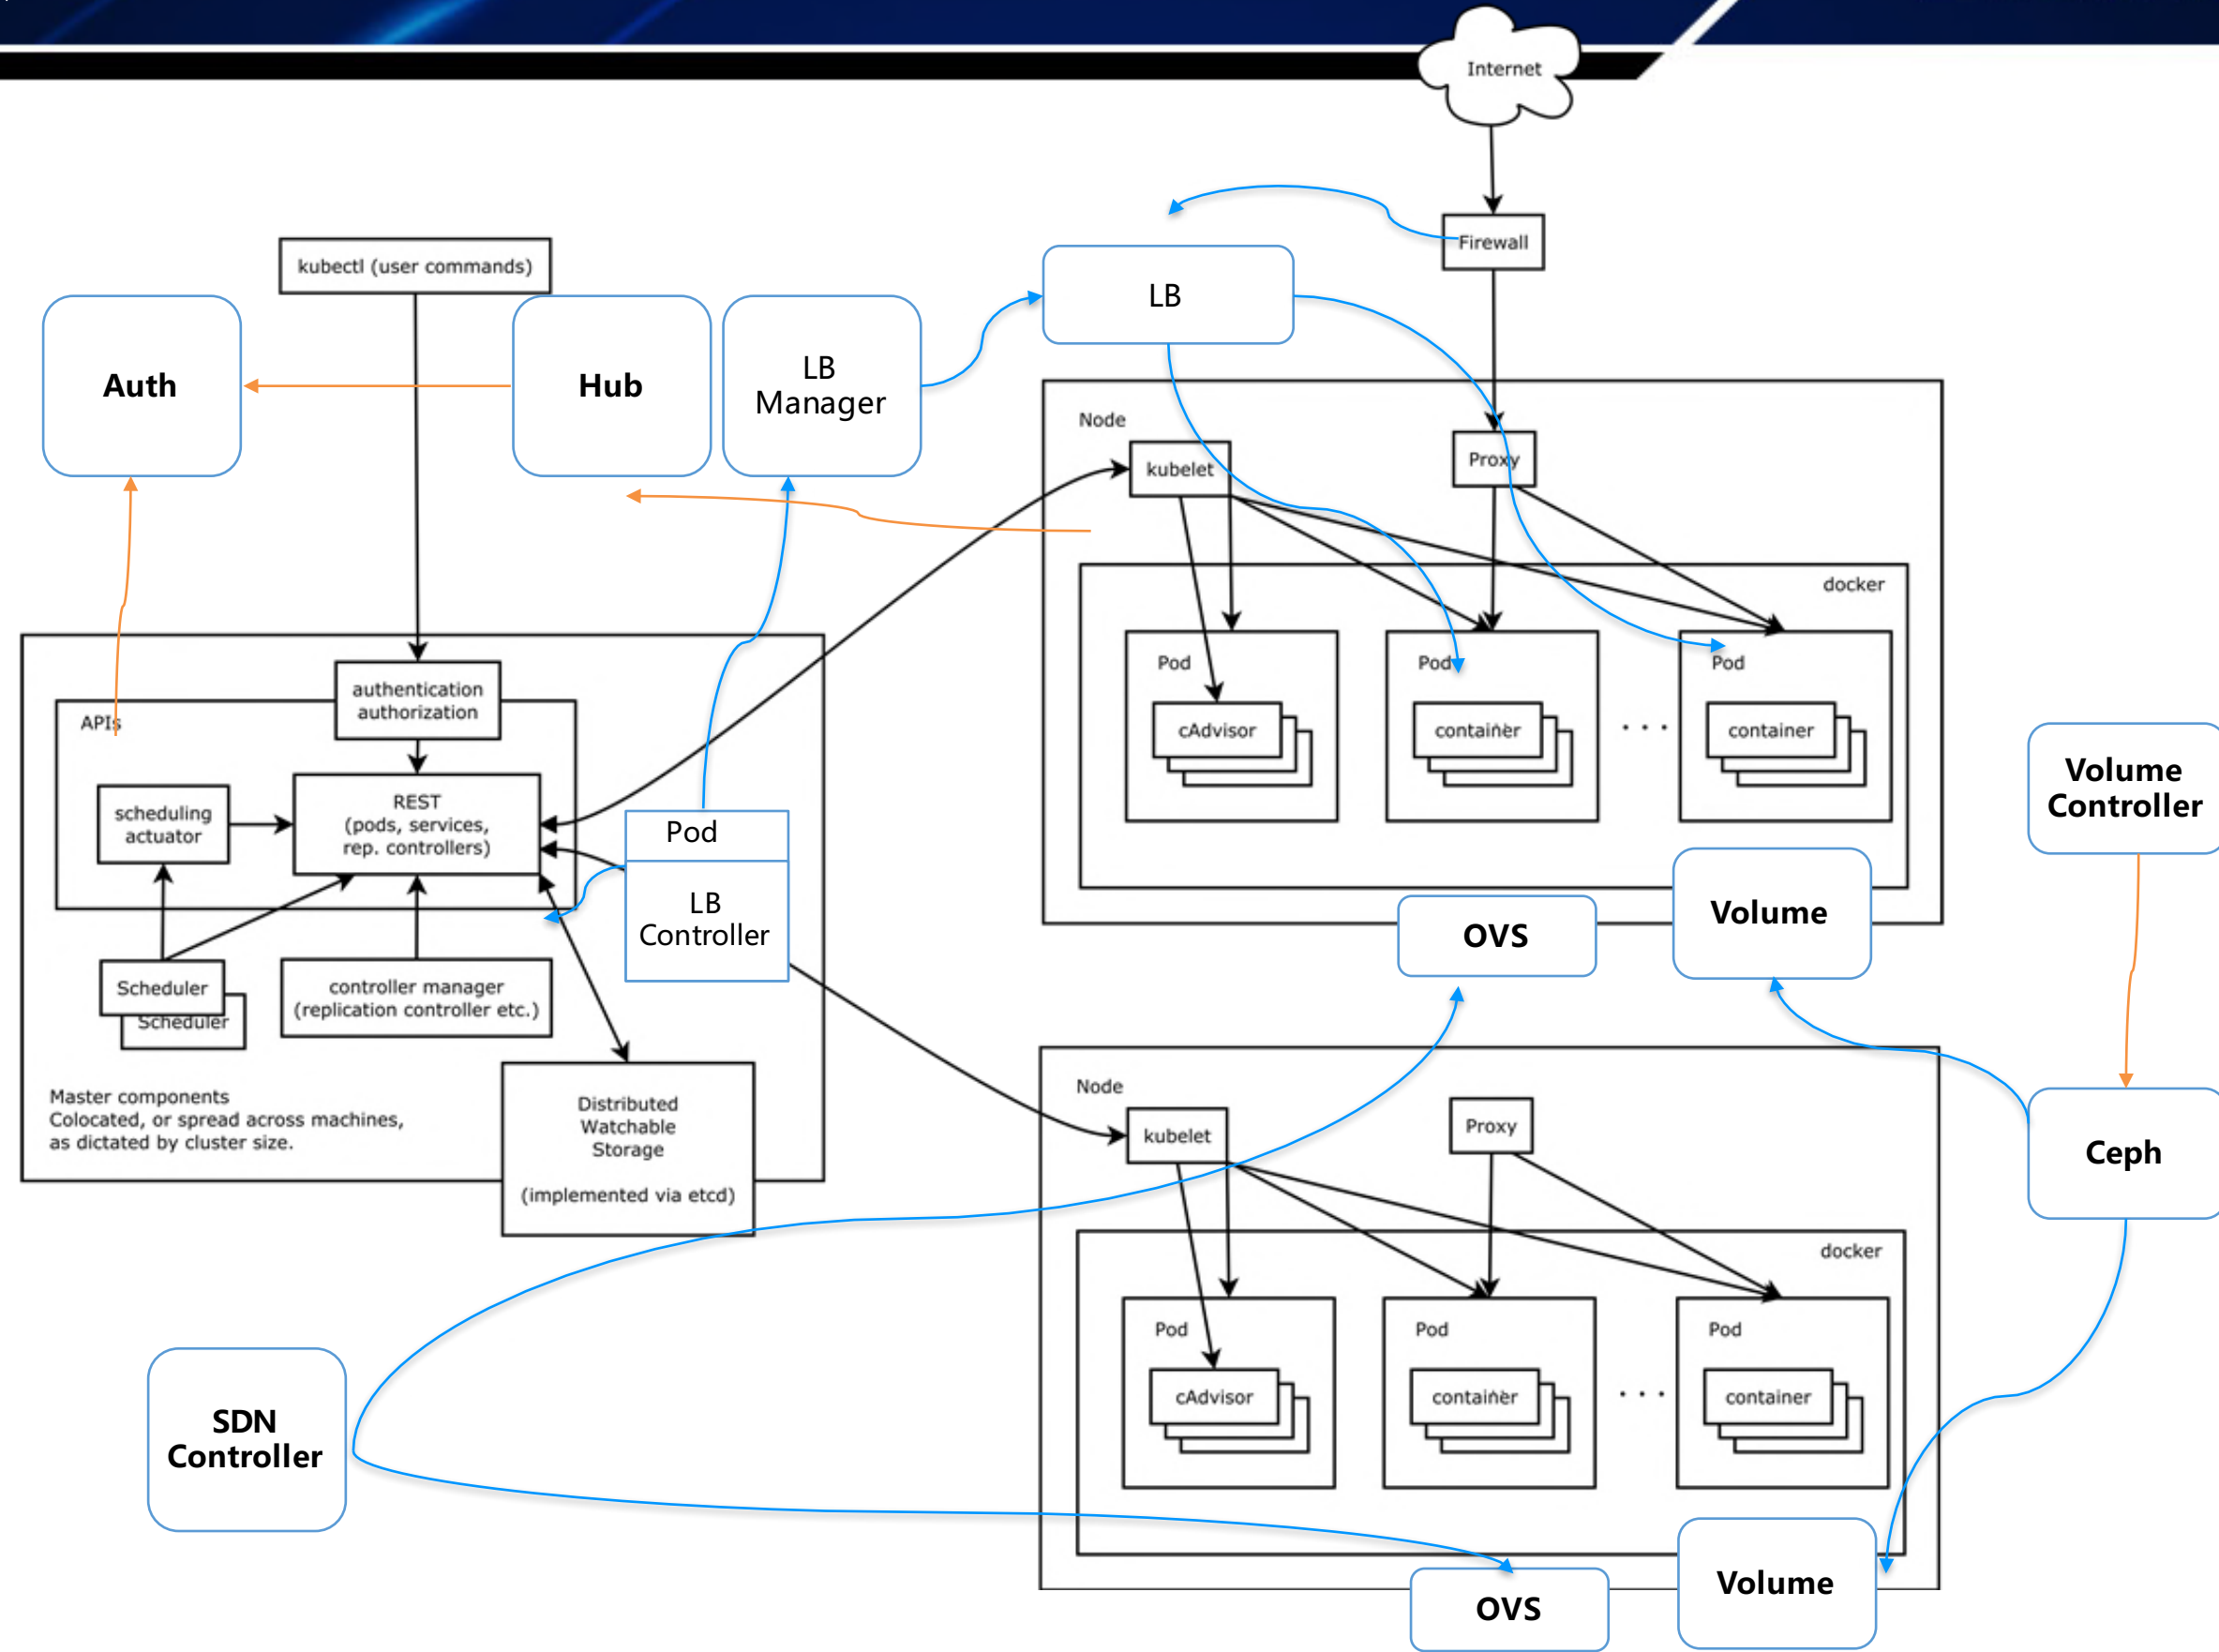 Internet
Firewall
kubectl (user commands)
Auth
Hub
LB
Manager
LB
Node
kubelet
Proxy
docker
Pod
cAdvisor
Pod
container
. . .
Pod
container
authentication
authorization
APIs
scheduling
actuator
REST
(pods, services,
rep. controllers)
Pod
LB
Controller
Scheduler
Scheduler
controller manager
(replication controller etc.)
Master components
Colocated, or spread across machines,
as dictated by cluster size.
Distributed
Watchable
Storage
(implemented via etcd)
Volume
Controller
OVS
Volume
Ceph
Node
kubelet
Proxy
docker
Pod
cAdvisor
Pod
container
. . .
Pod
container
SDN
Controller
OVS
Volume